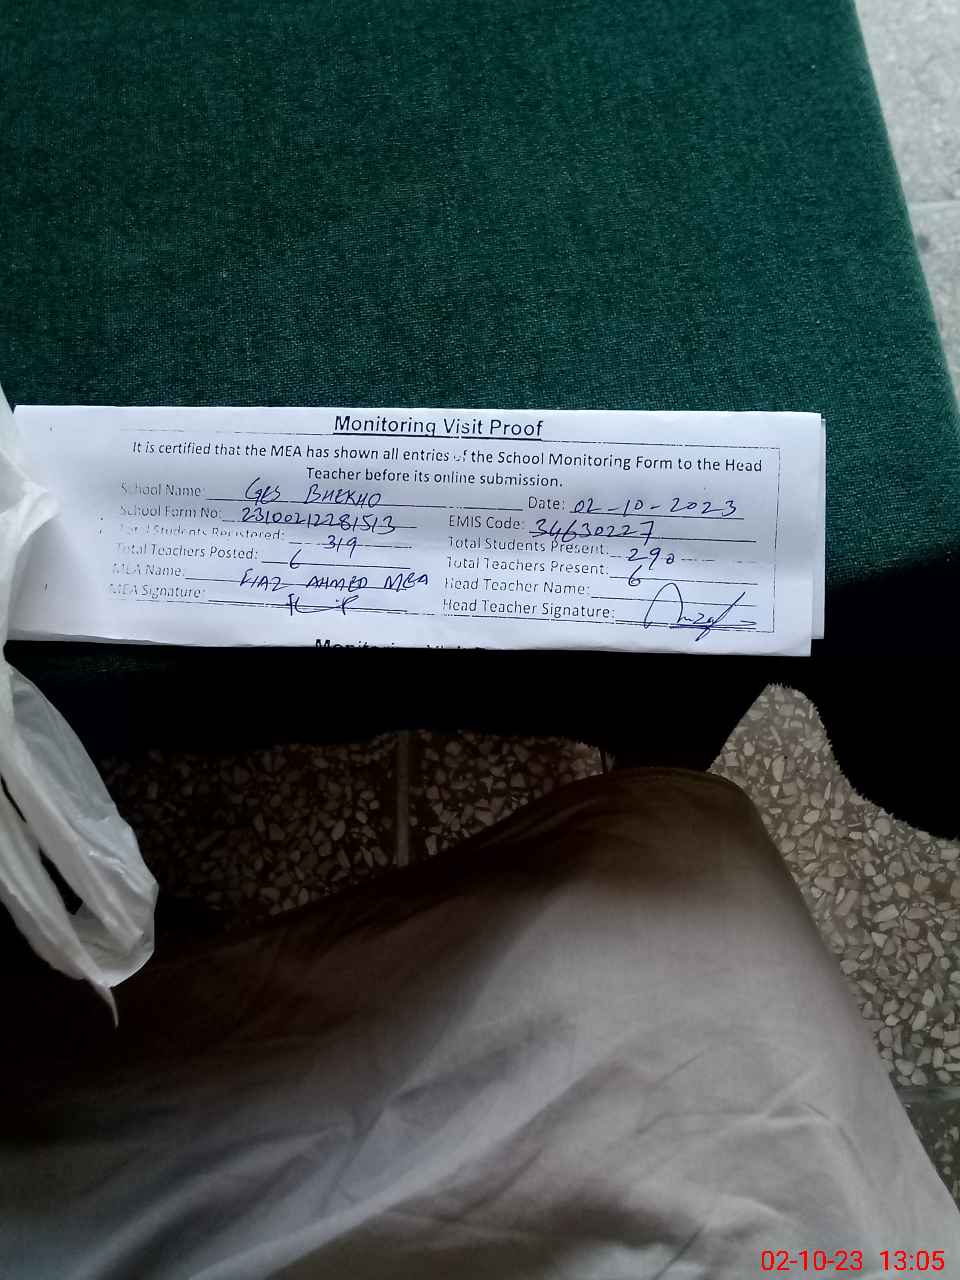 Monitoring Visit Proof
It is certified that the MEA has shown all entries of the School Monitoring Form to the Head
Teacher before its online submission.
School Name: GES BHEKHO Date: 02-10-2023
School Form No: 23100212281513 EMIS Code: 34630227
Total Students Registered: 319 Total Students Present: 290
Total Teachers Posted: 6 Total Teachers Present: 6
MEA Name: AHMED MEA Head Teacher Name:
MEA Signature: Head Teacher Signature:
02-10-23 13:05